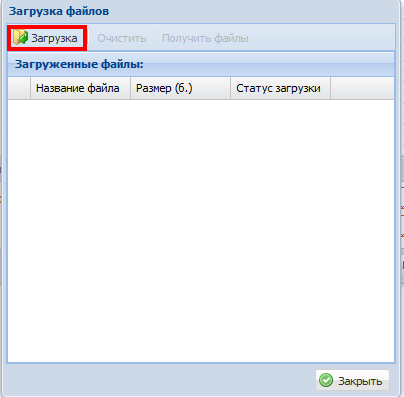 Загрузка файлов
Загрузка Очистить Получить файлы
Загруженные файлы:
Название файла Размер (б.) Статус загрузки
Закрыть